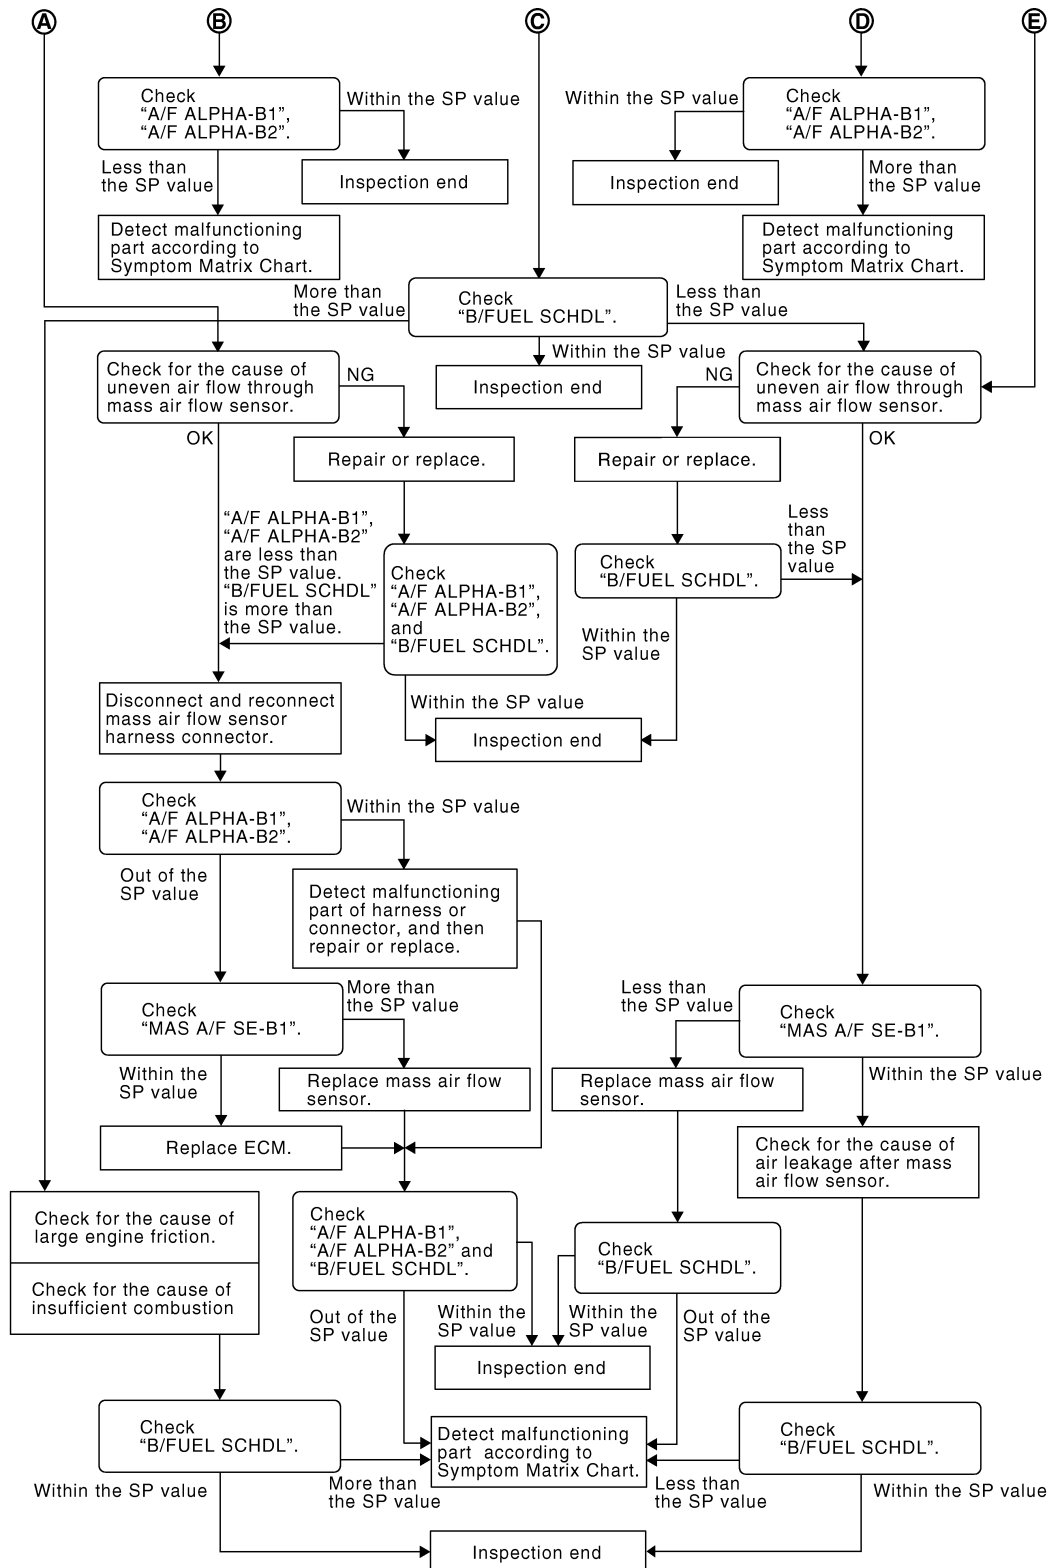 A
B
C
D
E
Check
“A/F ALPHA-B1”,
“A/F ALPHA-B2”.
Within the SP value
Less than
the SP value
Inspection end
Detect malfunctioning
part according to
Symptom Matrix Chart.
Within the SP value
Check
“A/F ALPHA-B1”,
“A/F ALPHA-B2”.
Inspection end
More than
the SP value
Detect malfunctioning
part according to
Symptom Matrix Chart.
More than
the SP value
Check
“B/FUEL SCHDL”.
Less than
the SP value
Within the SP value
Inspection end
Check for the cause of
uneven air flow through
mass air flow sensor.
NG
OK
Repair or replace.
NG
Check for the cause of
uneven air flow through
mass air flow sensor.
OK
Repair or replace.
“A/F ALPHA-B1”,
“A/F ALPHA-B2”
are less than
the SP value.
“B/FUEL SCHDL”
is more than
the SP value.
Check
“A/F ALPHA-B1”,
“A/F ALPHA-B2”,
and
“B/FUEL SCHDL”.
Check
“B/FUEL SCHDL”.
Less
than
the SP
value
Within the
SP value
Within the SP value
Inspection end
Disconnect and reconnect
mass air flow sensor
harness connector.
Check
“A/F ALPHA-B1”,
“A/F ALPHA-B2”.
Within the SP value
Out of the
SP value
Detect malfunctioning
part of harness or
connector, and then
repair or replace.
Check
“MAS A/F SE-B1”.
More than
the SP value
Within the
SP value
Replace mass air flow
sensor.
Replace ECM.
Less than
the SP value
Check
“MAS A/F SE-B1”.
Within the SP value
Replace mass air flow
sensor.
Check for the cause of
air leakage after mass
air flow sensor.
Check for the cause of
large engine friction.
Check for the cause of
insufficient combustion
Check
“A/F ALPHA-B1”,
“A/F ALPHA-B2” and
“B/FUEL SCHDL”.
Check
“B/FUEL SCHDL”.
Out of the
SP value
Within the
SP value
Within the
SP value
Out of the
SP value
Inspection end
Check
“B/FUEL SCHDL”.
Detect malfunctioning
part  according to
Symptom Matrix Chart.
Check
“B/FUEL SCHDL”.
Within the SP value
More than
the SP value
Less than
the SP value
Within the SP value
Inspection end